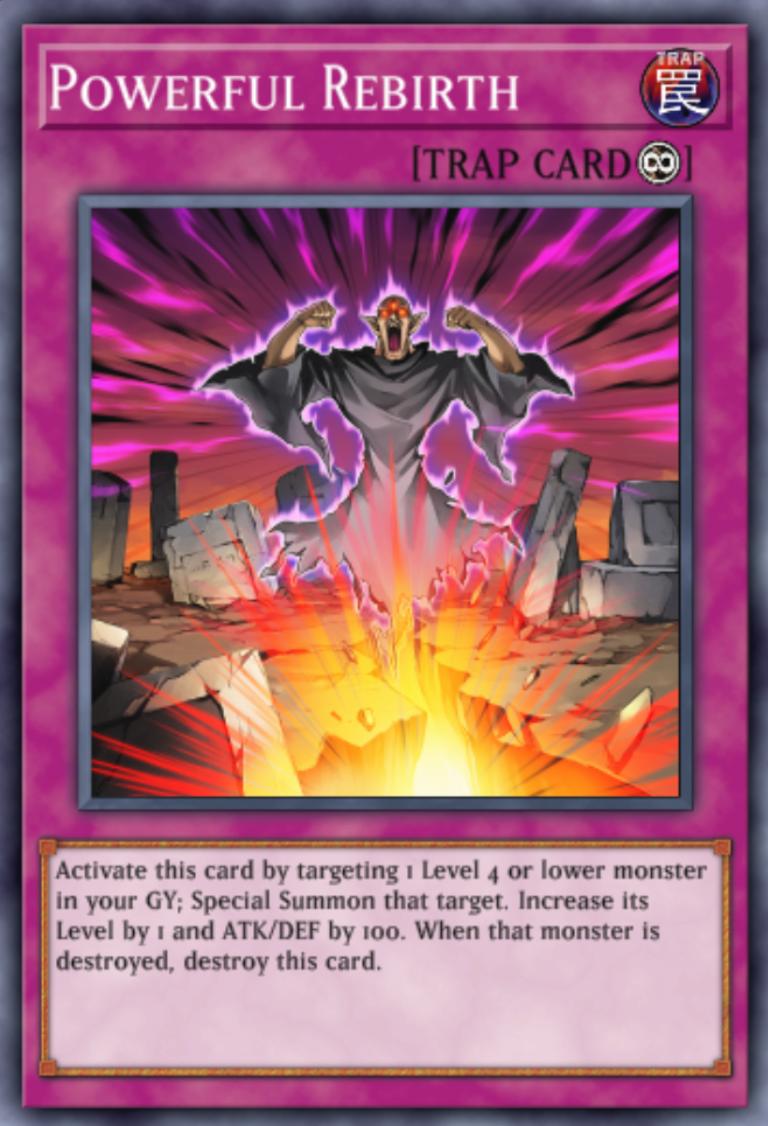 POWERFUL REBIRTH
TRAP
罠
[TRAP CARD∞]
Activate this card by targeting 1 Level 4 or lower monster
in your GY; Special Summon that target. Increase its
Level by 1 and ATK/DEF by 100. When that monster is
destroyed, destroy this card.